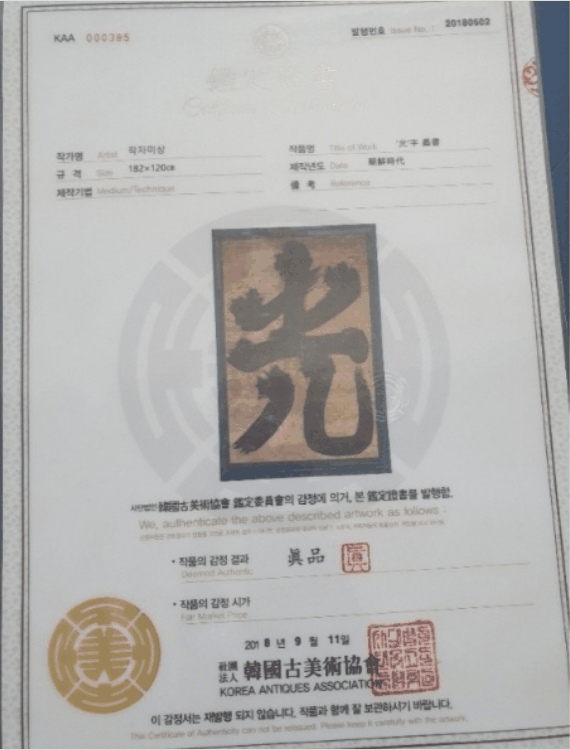 KAA 000395
발행번호 Issue No. : 20180502
작가명 Artist 작자미상
작품명 Title of Work
규 격 Size 182×120㎝
제작년도 Date 朝鮮時代
제작기법 Medium/Technique
備 考 Reference
光
사단법인 韓國古美術協會 鑑定委員會의 감정에 의거, 본 鑑定證書를 발행함.
We, authenticate the above described artwork as follows :
• 작품의 감정 결과 眞品 眞
Deemed Authentic
• 작품의 감정 시가
Fair Market Price
2018 년 9 월 11일
美
社團法人 韓國古美術協會
KOREA ANTIQUES ASSOCIATION
이 감정서는 재발행 되지 않습니다. 작품과 함께 잘 보관하시기 바랍니다.
The Certificate of Authenticity can not be reissued. Please keep it carefully with the artwork.